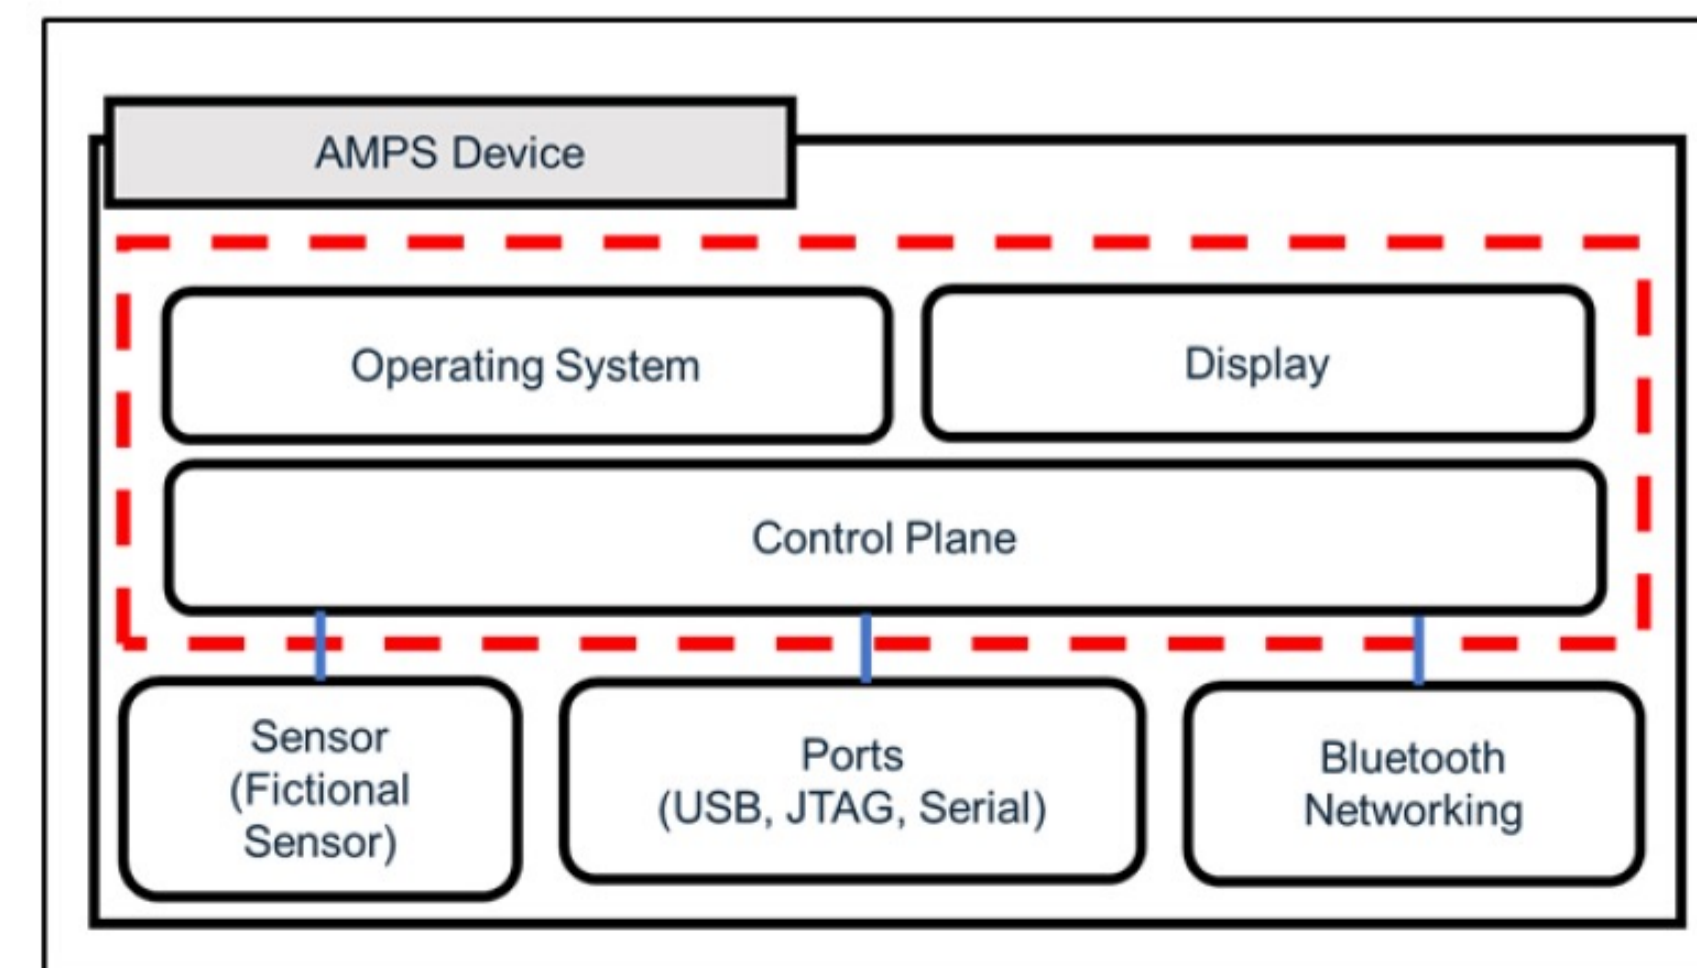 AMPS Device
Operating System
Display
Control Plane
Sensor
(Fictional
Sensor)
Ports
(USB, JTAG, Serial)
Bluetooth
Networking